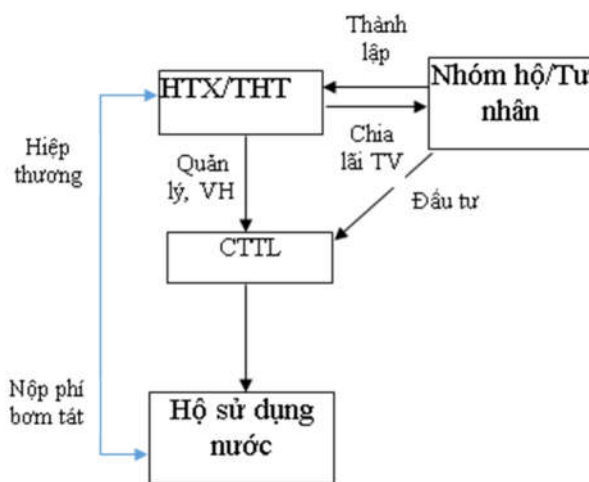 Thành
lập
HTX/THT
Nhóm hộ/Tư
nhân
Hiệp
thương
Quản
lý, VH
Chia
lãi TV
Đầu tư
CTTL
Nộp phí
bơm tát
Hộ sử dụng
nước